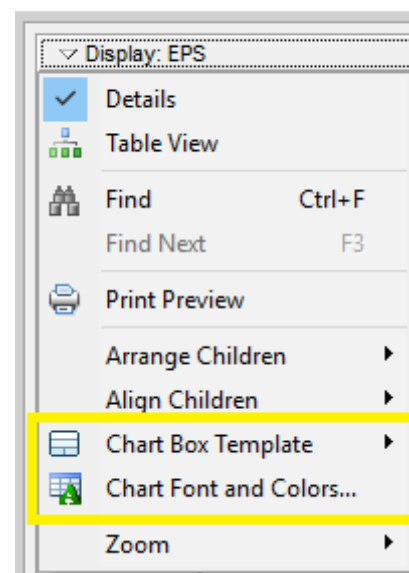 Display: EPS
Details
Table View
Find Ctrl+F
Find Next F3
Print Preview
Arrange Children
Align Children
Chart Box Template
Chart Font and Colors...
Zoom